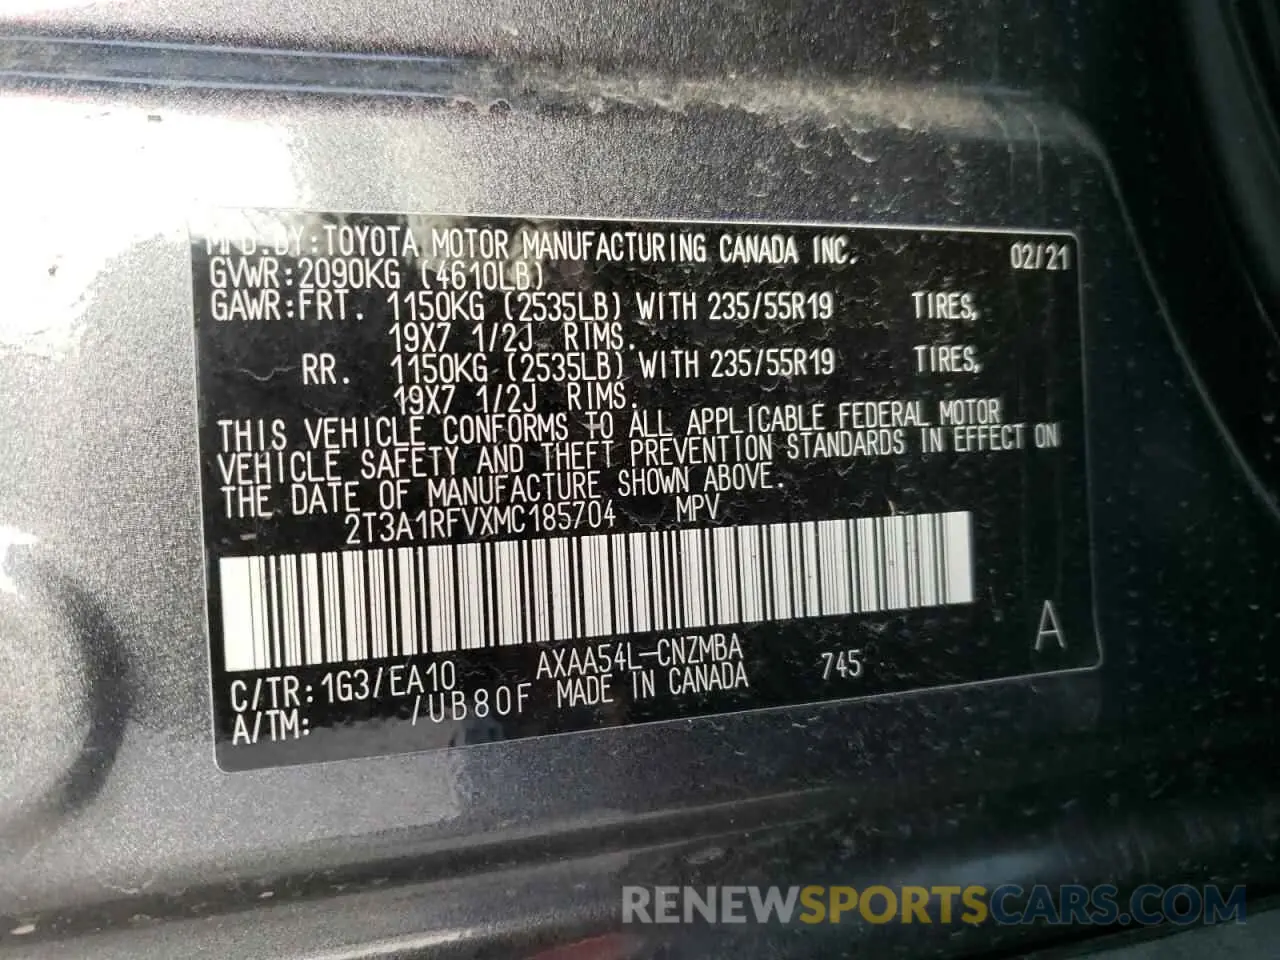 MFD.BY:TOYOTA MOTOR MANUFACTURING CANADA INC. 02/21
GVWR:2090KG (4610LB)
GAWR:FRT. 1150KG (2535LB) WITH 235/55R19 TIRES,
19X7 1/2J RIMS.
RR. 1150KG (2535LB) WITH 235/55R19 TIRES,
19X7 1/2J RIMS.
THIS VEHICLE CONFORMS TO ALL APPLICABLE FEDERAL MOTOR
VEHICLE SAFETY AND THEFT PREVENTION STANDARDS IN EFFECT ON
THE DATE OF MANUFACTURE SHOWN ABOVE.
2T3A1RFVXMC185704 MPV
A
C/TR:1G3/EA10 AXAA54L-CNZMBA 745
A/TM: /UB80F MADE IN CANADA
RENEWSPORTSCARS.COM